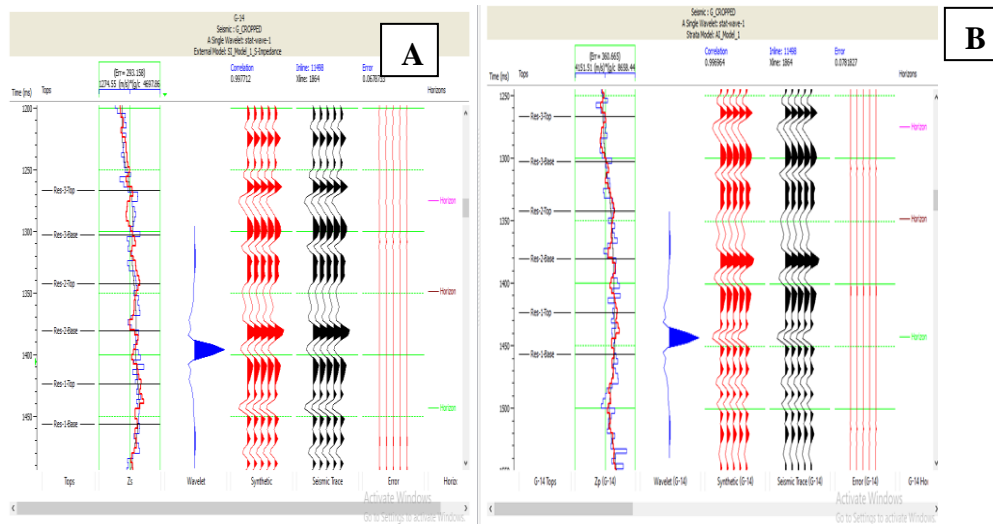 A
G-14
Seismic : G_CROPPED
A Single Wavelet: stat-wave-1
External Model: SI_Model_1_S-Impedance
(Err= 293.158)
1274.55 (m/s)*(g/c 4697.86
Correlation
0.997712
Inline: 11498
Xline: 1864
Error
Time (ms)
Tops
Horizons
1200
1250
1300
1350
1400
1450
Res-3-Top
Res-3-Base
Res-2-Top
Res-2-Base
Res-1-Top
Res-1-Base
Horizon
Horizon
Horizon
Tops
Zs
Wavelet
Synthetic
Seismic Trace
Error
Horiz
Activate Windows
Go to Settings to activate Windows.
B
Seismic : G_CROPPED
A Single Wavelet: stat-wave-1
Strata Model: AI_Model_1
(Err= 360.665)
4151.51 (m/s)*(g/c 8658.44
Correlation
0.996964
Inline: 11498
Xline: 1864
Error
0.0781827
Time (ms)
Tops
Horizons
1250
1300
1350
1400
1450
1500
Res-3-Top
Res-3-Base
Res-2-Top
Res-2-Base
Res-1-Top
Res-1-Base
Horizon
Horizon
Horizon
G-14 Tops
Zp (G-14)
Wavelet (G-14)
Synthetic (G-14)
Seismic Trace (G-14)
Error (G-14)
G-14 Hor
Activate Windows
Go to Settings to activate Windows.